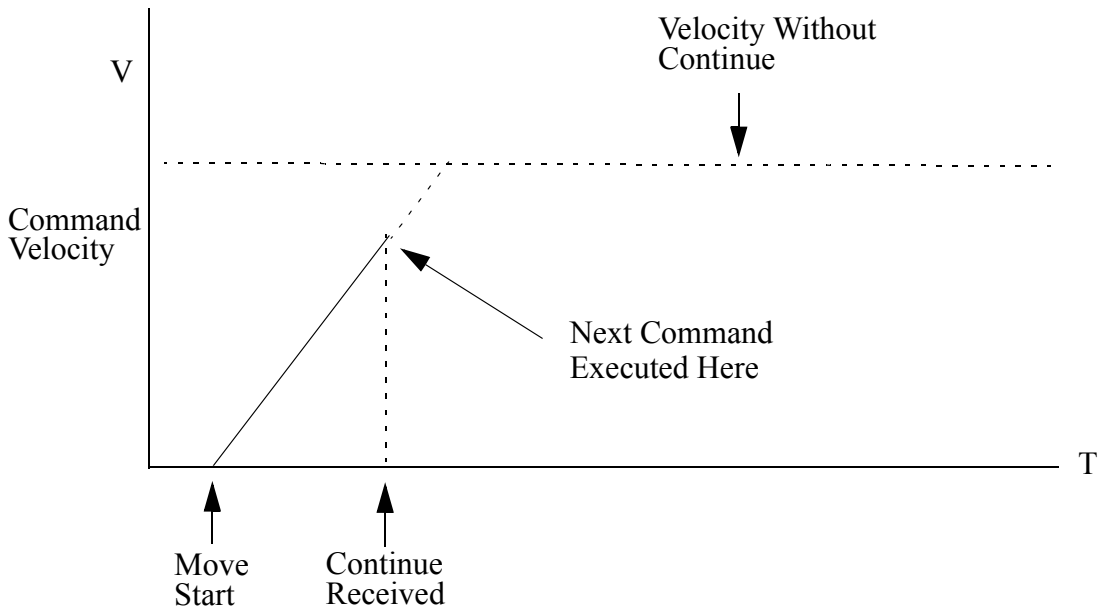 Velocity Without
Continue
V
Command
Velocity
Next Command
Executed Here
T
Move
Start
Continue
Received